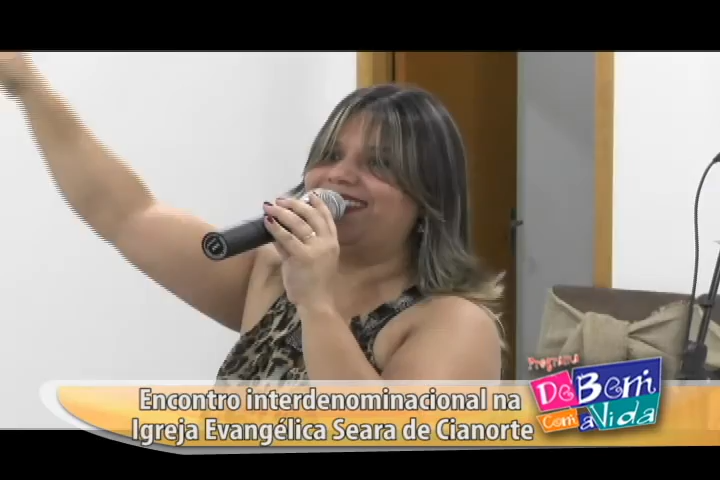 Encontro interdenominacional na
Igreja Evangélica Seara de Cianorte
Programa
De Bem
Com a Vida